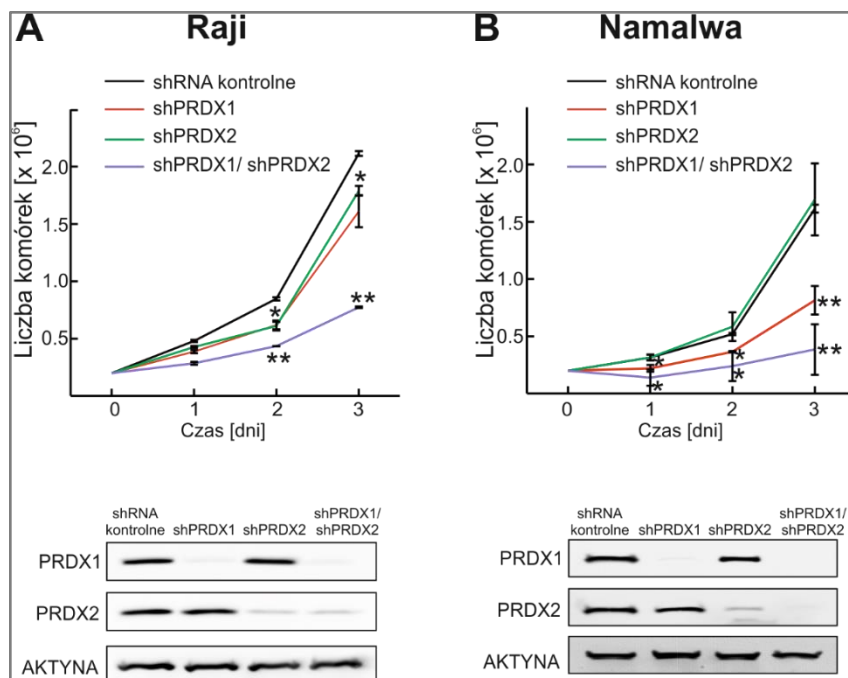 A Raji
shRNA kontrolne
shPRDX1
shPRDX2
shPRDX1/ shPRDX2
Liczba komórek [x 10⁶]
2.0
1.5
1.0
0.5
*
*
**
**
0 1 2 3
Czas [dni]
shRNA kontrolne shPRDX1 shPRDX2 shPRDX1/ shPRDX2
PRDX1
PRDX2
AKTYNA
B Namalwa
shRNA kontrolne
shPRDX1
shPRDX2
shPRDX1/ shPRDX2
Liczba komórek [x 10⁶]
2.0
1.5
1.0
0.5
**
**
*
*
*
*
0 1 2 3
Czas [dni]
shRNA kontrolne shPRDX1 shPRDX2 shPRDX1/ shPRDX2
PRDX1
PRDX2
AKTYNA